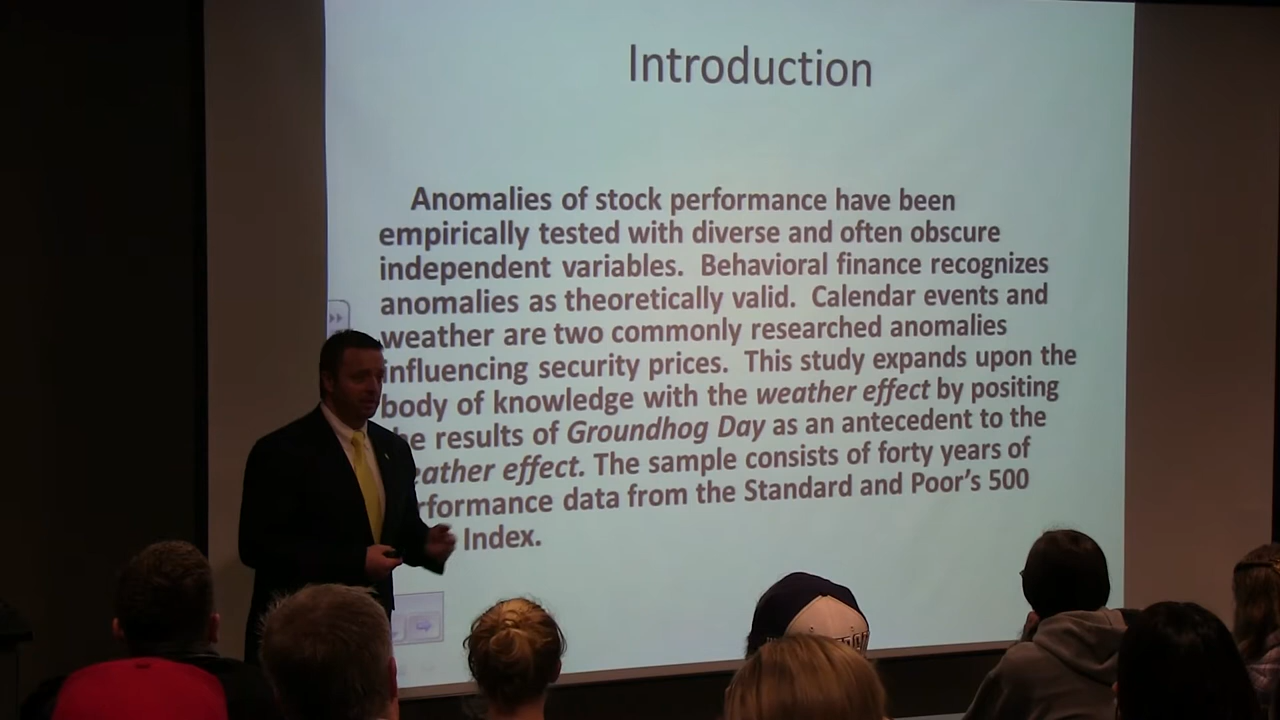 Introduction
Anomalies of stock performance have been
empirically tested with diverse and often obscure
independent variables. Behavioral finance recognizes
anomalies as theoretically valid. Calendar events and
weather are two commonly researched anomalies
influencing security prices. This study expands upon the
body of knowledge with the weather effect by positing
results of Groundhog Day as an antecedent to the
effect. The sample consists of forty years of
data from the Standard and Poor's 500
Index.